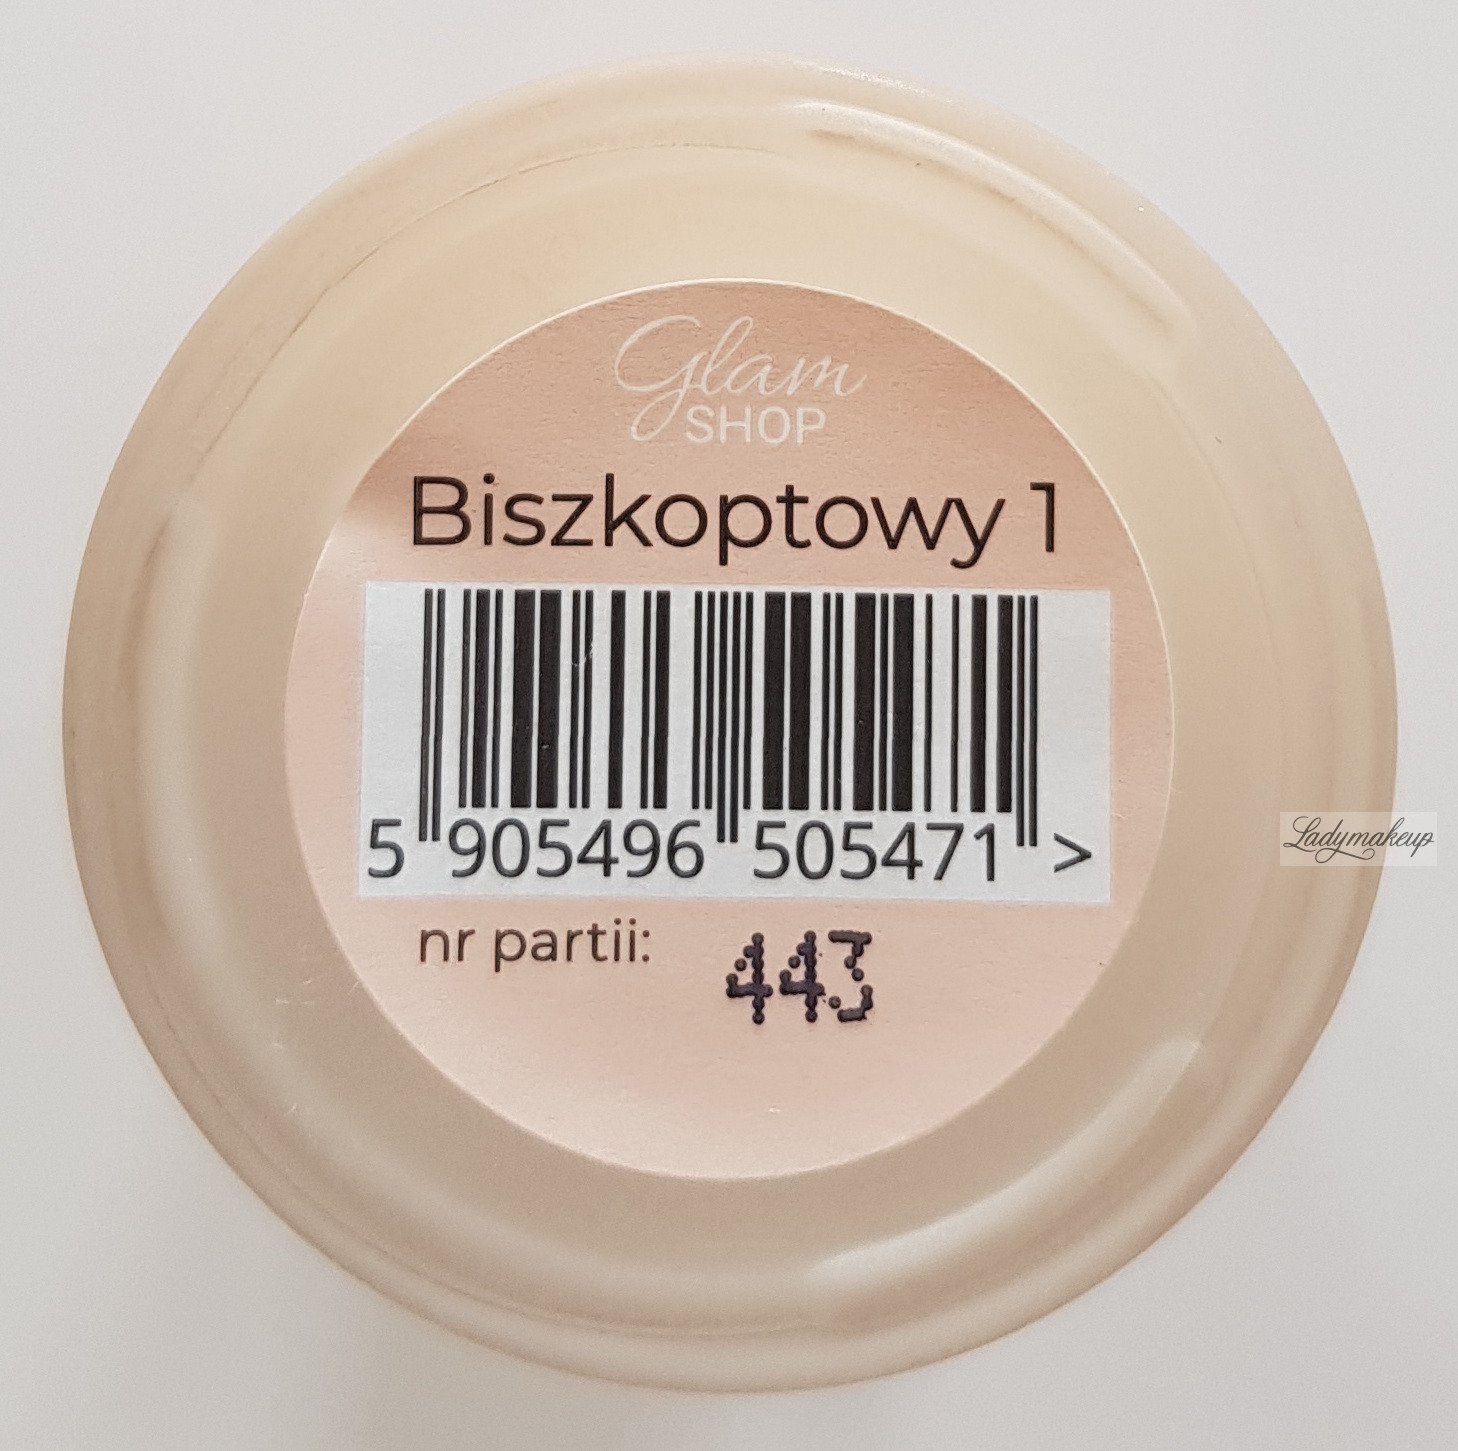 Glam
SHOP
Biszkoptowy 1
5 905496 505471 >
nr partii: 443
Ladymakeup